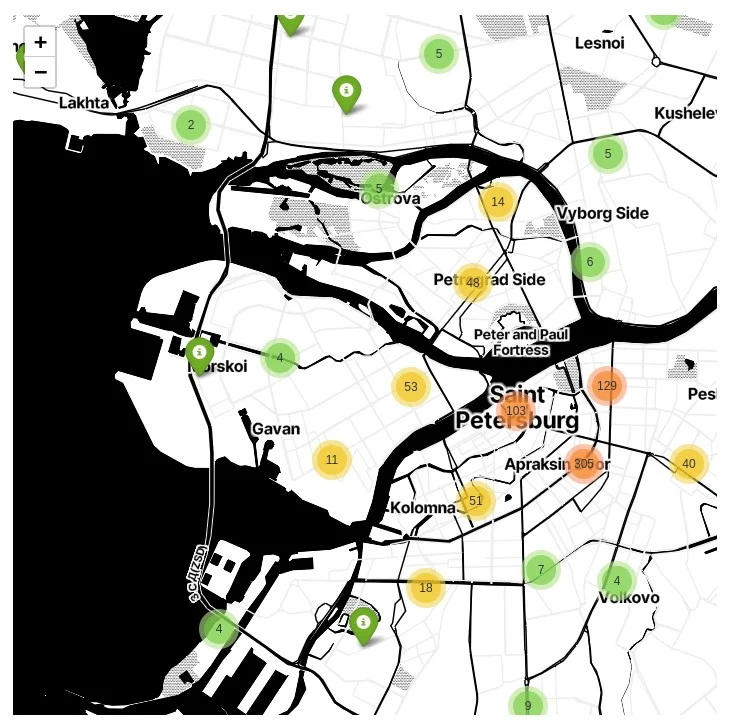 +
−
5
Lesnoi
Lakhta
2
Kushelev
5
5
Ostrova
14
Vyborg Side
6
Petrograd Side
48
Peter and Paul
Fortress
4
Morskoi
53
129
Saint
103
Petersburg
Gavan
11
Apraksin Dvor
40
51
Kolomna
ЗСД(ZSD)
7
4
18
Volkovo
4
9